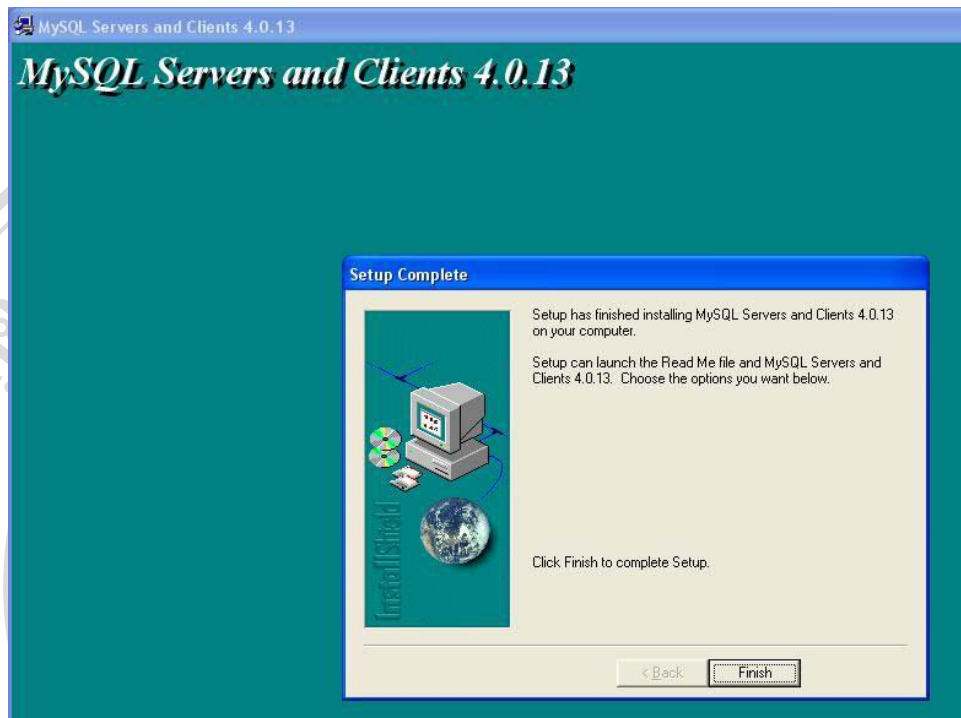 MySQL Servers and Clients 4.0.13
MySQL Servers and Clients 4.0.13
Setup Complete
Setup has finished installing MySQL Servers and Clients 4.0.13
on your computer.
Setup can launch the Read Me file and MySQL Servers and
Clients 4.0.13. Choose the options you want below.
InstallShield
Click Finish to complete Setup.
< Back
Finish